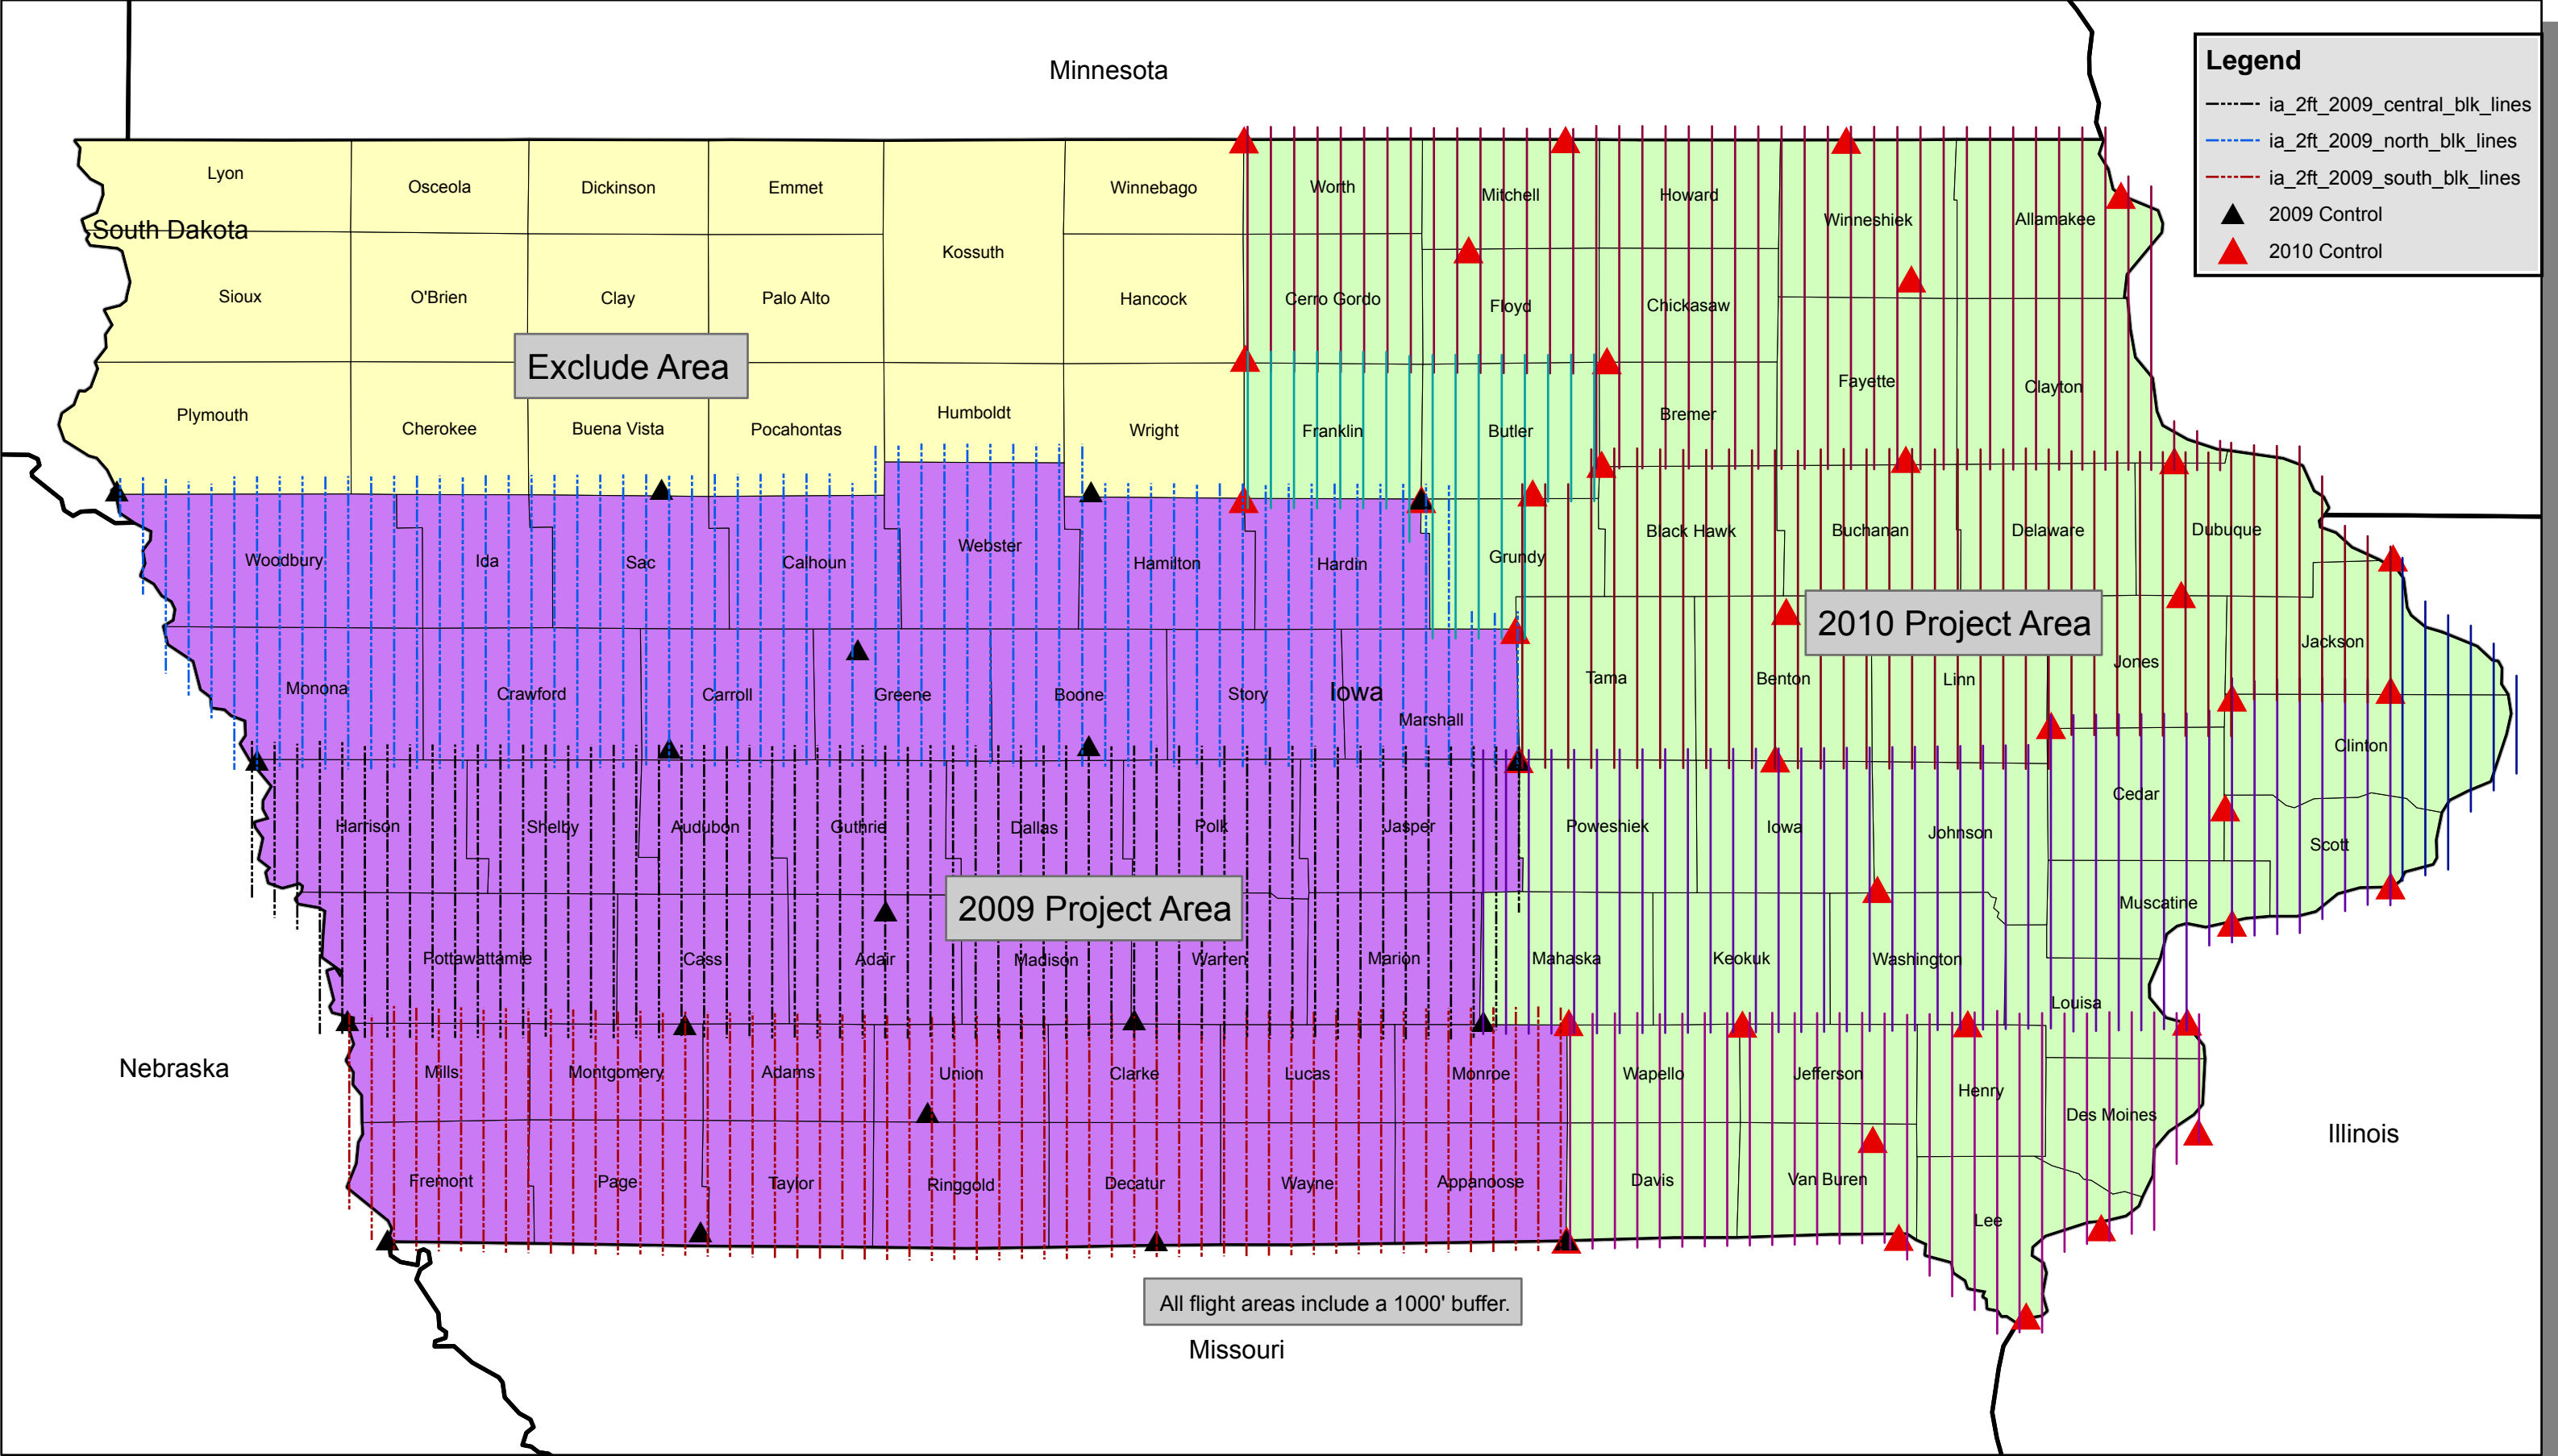 Minnesota
Legend
ia_2ft_2009_central_blk_lines
ia_2ft_2009_north_blk_lines
ia_2ft_2009_south_blk_lines
2009 Control
2010 Control
Lyon
Osceola
Dickinson
Emmet
Winnebago
Worth
Mitchell
Howard
Winneshiek
Allamakee
South Dakota
Kossuth
Sioux
O'Brien
Clay
Palo Alto
Hancock
Cerro Gordo
Floyd
Chickasaw
Exclude Area
Plymouth
Cherokee
Buena Vista
Pocahontas
Humboldt
Wright
Franklin
Butler
Bremer
Fayette
Clayton
Woodbury
Ida
Sac
Calhoun
Webster
Hamilton
Hardin
Grundy
Black Hawk
Buchanan
Delaware
Dubuque
2010 Project Area
Monona
Crawford
Carroll
Greene
Boone
Story
Iowa
Marshall
Tama
Benton
Linn
Jones
Jackson
Clinton
Harrison
Shelby
Audubon
Guthrie
Dallas
Polk
Jasper
Poweshiek
Iowa
Johnson
Cedar
Scott
2009 Project Area
Muscatine
Pottawattamie
Cass
Adair
Madison
Warren
Marion
Mahaska
Keokuk
Washington
Louisa
Nebraska
Mills
Montgomery
Adams
Union
Clarke
Lucas
Monroe
Wapello
Jefferson
Henry
Des Moines
Illinois
Fremont
Page
Taylor
Ringgold
Decatur
Wayne
Appanoose
Davis
Van Buren
Lee
All flight areas include a 1000' buffer.
Missouri